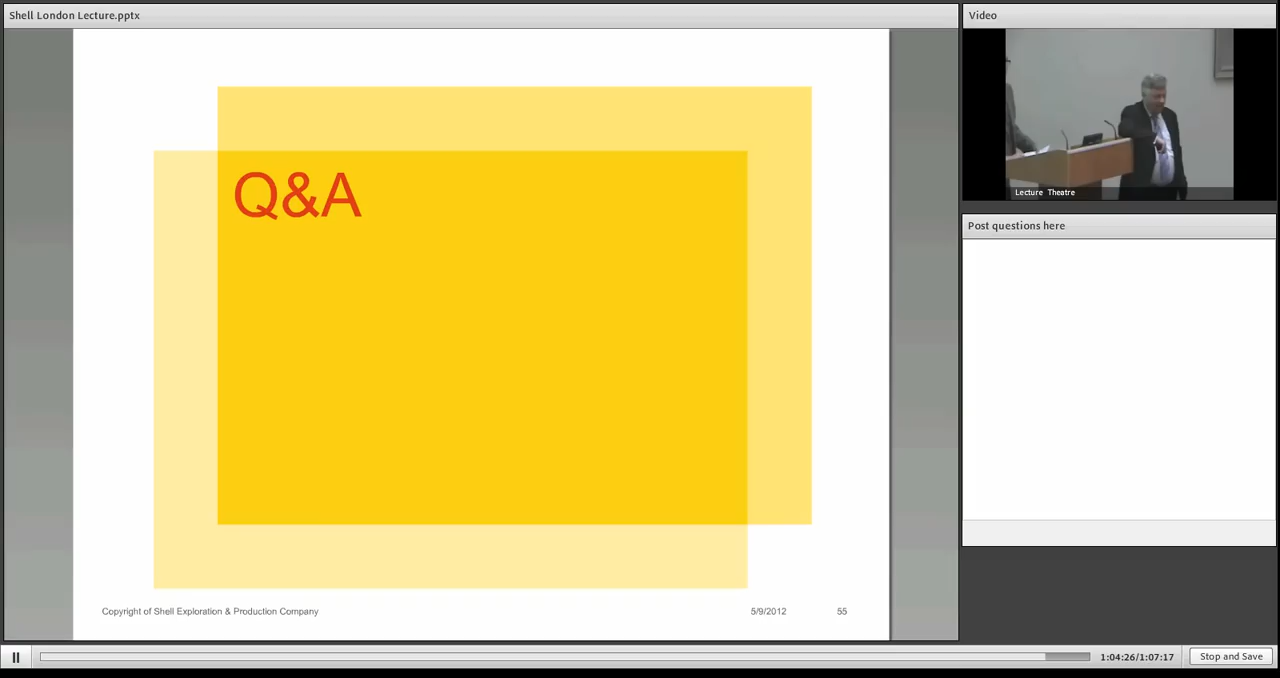 Shell London Lecture.pptx
Video
Lecture Theatre
Post questions here
Q&A
Copyright of Shell Exploration & Production Company 5/9/2012 55
1:04:26/1:07:17 Stop and Save